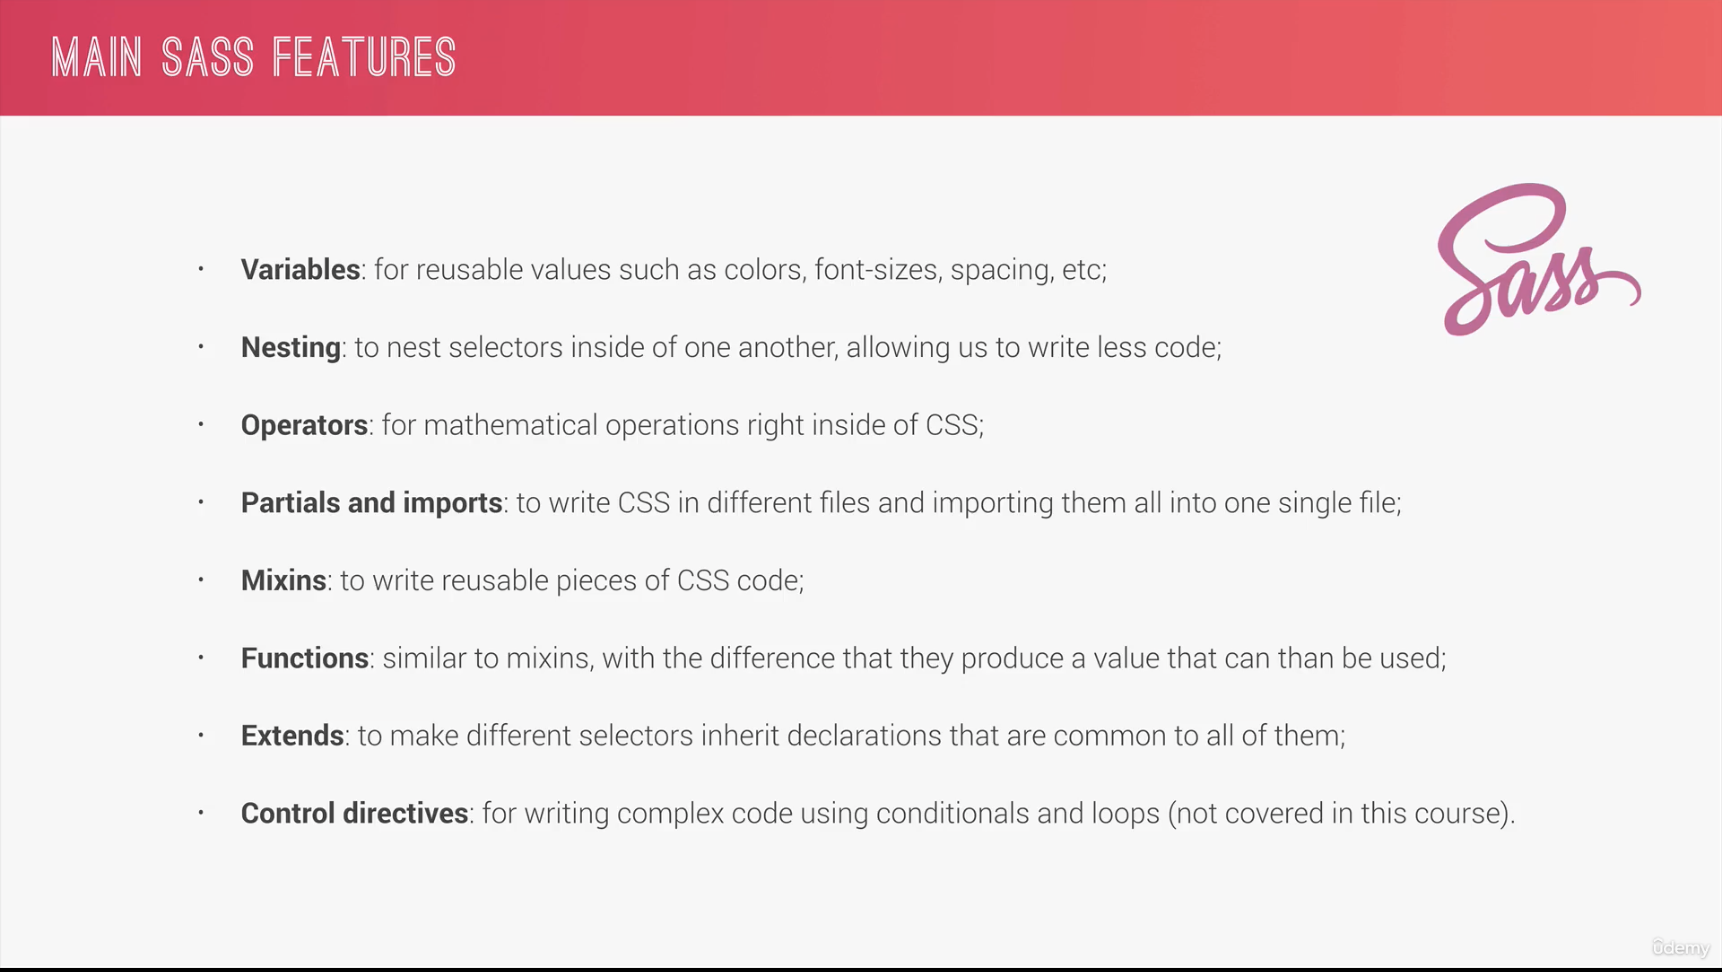 MAIN SASS FEATURES
Sass
• Variables: for reusable values such as colors, font-sizes, spacing, etc;
• Nesting: to nest selectors inside of one another, allowing us to write less code;
• Operators: for mathematical operations right inside of CSS;
• Partials and imports: to write CSS in different files and importing them all into one single file;
• Mixins: to write reusable pieces of CSS code;
• Functions: similar to mixins, with the difference that they produce a value that can than be used;
• Extends: to make different selectors inherit declarations that are common to all of them;
• Control directives: for writing complex code using conditionals and loops (not covered in this course).
ûdemy